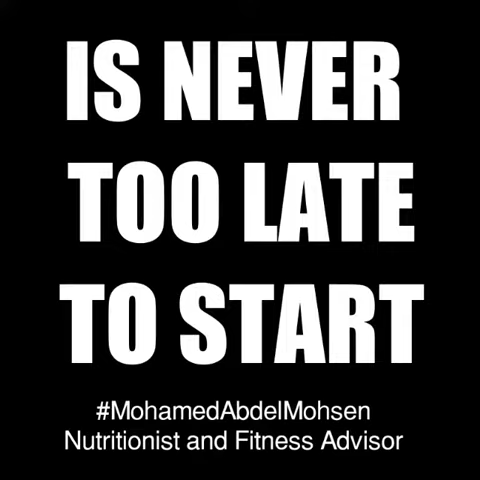 IS NEVER
TOO LATE
TO START
#MohamedAbdelMohsen
Nutritionist and Fitness Advisor